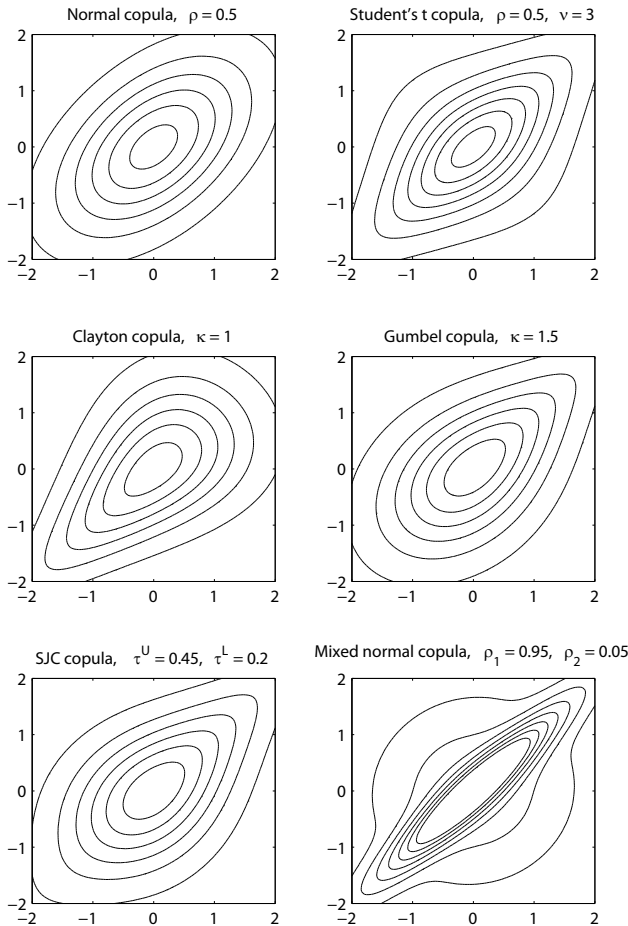 Normal copula, ρ = 0.5
2
1
0
−1
−2
−2 −1 0 1 2
Student's t copula, ρ = 0.5, ν = 3
2
1
0
−1
−2
−2 −1 0 1 2
Clayton copula, κ = 1
2
1
0
−1
−2
−2 −1 0 1 2
Gumbel copula, κ = 1.5
2
1
0
−1
−2
−2 −1 0 1 2
SJC copula, τ^U = 0.45, τ^L = 0.2
2
1
0
−1
−2
−2 −1 0 1 2
Mixed normal copula, ρ_1 = 0.95, ρ_2 = 0.05
2
1
0
−1
−2
−2 −1 0 1 2